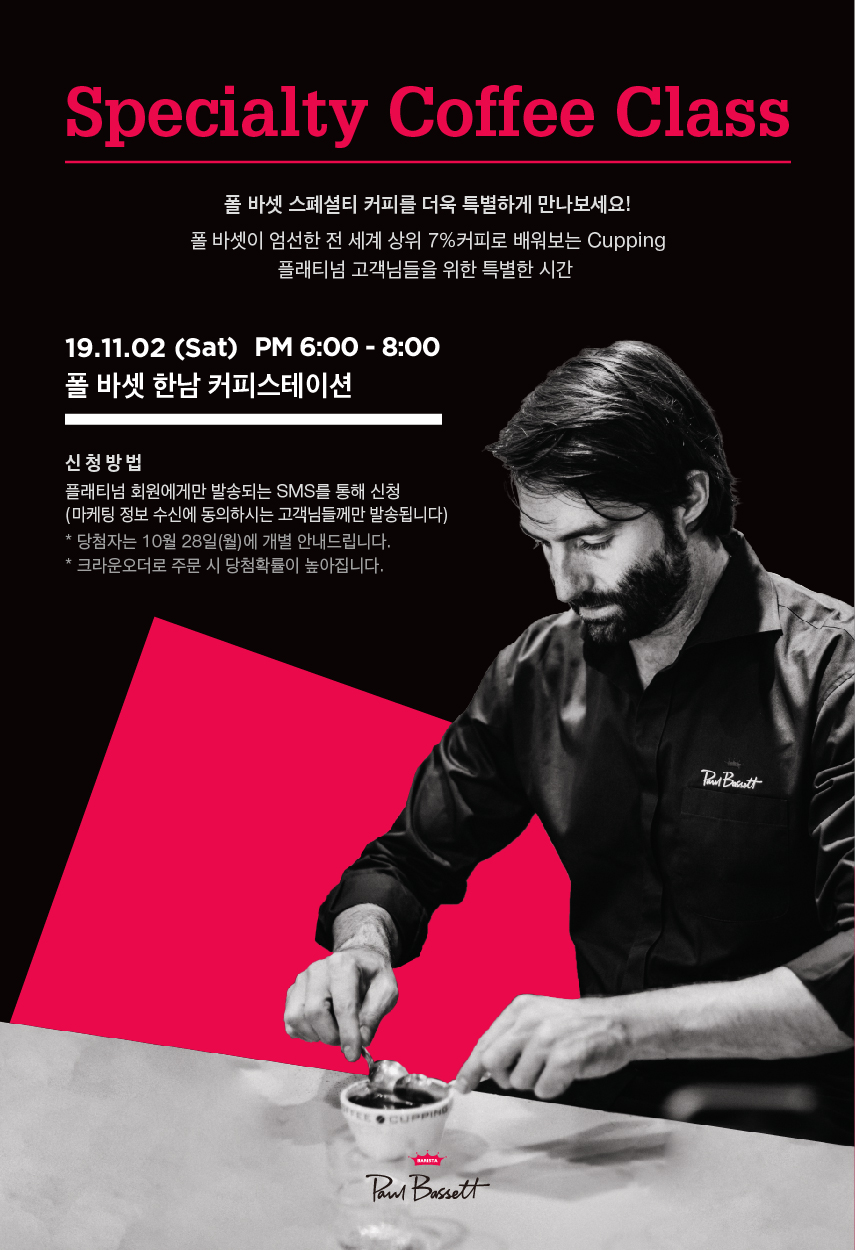 Specialty Coffee Class
폴 바셋 스페셜티 커피를 더욱 특별하게 만나보세요!
폴 바셋이 엄선한 전 세계 상위 7%커피로 배워보는 Cupping
플래티넘 고객님들을 위한 특별한 시간
19.11.02 (Sat) PM 6:00 - 8:00
폴 바셋 한남 커피스테이션
신청방법
플래티넘 회원에게만 발송되는 SMS를 통해 신청
(마케팅 정보 수신에 동의하시는 고객님들께만 발송됩니다)
* 당첨자는 10월 28일(월)에 개별 안내드립니다.
* 크라운오더로 주문 시 당첨확률이 높아집니다.
Paul Bassett
CUPPING
BARISTA
Paul Bassett